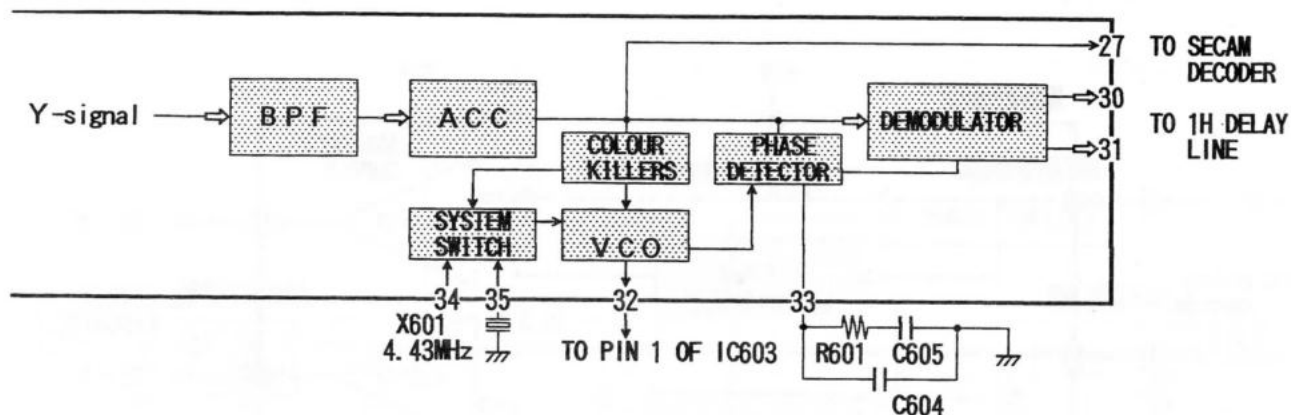 27 TO SECAM
DECODER
30
Y-signal
BPF
ACC
DEMODULATOR
TO 1H DELAY
LINE
31
COLOUR
KILLERS
PHASE
DETECTOR
SYSTEM
SWITCH
VCO
34
35
32
33
X601
4.43MHz
TO PIN 1 OF IC603
R601
C605
C604